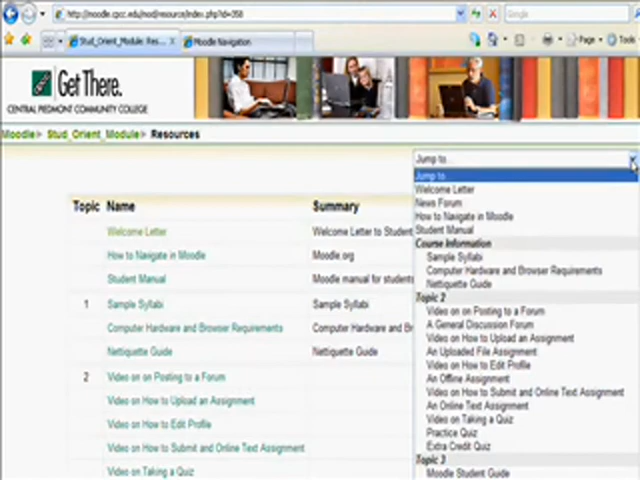 http://moodle.cpcc.edu/mod/resource/index.php?id=358
Google
Stud_Orient_Module: Res...
Moodle Navigation
Page
Tools
Get There.
CENTRAL PIEDMONT COMMUNITY COLLEGE
Moodle ► Stud_Orient_Module ► Resources
Jump to...
Jump to...
Welcome Letter
News Forum
How to Navigate in Moodle
Student Manual
Course Information
Sample Syllabi
Computer Hardware and Browser Requirements
Nettiquette Guide
Topic 2
Video on on Posting to a Forum
A General Discussion Forum
Video on How to Upload an Assignment
An Uploaded File Assignment
Video on How to Edit Profile
An Offline Assignment
Video on How to Submit and Online Text Assignment
An Online Text Assignment
Video on Taking a Quiz
Practice Quiz
Extra Credit Quiz
Topic 3
Moodle Student Guide
Topic Name Summary
Welcome Letter Welcome Letter to Student
How to Navigate in Moodle Moodle.org
Student Manual Moodle manual for students
1 Sample Syllabi Sample Syllabi
Computer Hardware and Browser Requirements Computer Hardware and Br
Nettiquette Guide Nettiquette Guide
2 Video on on Posting to a Forum
Video on How to Upload an Assignment
Video on How to Edit Profile
Video on How to Submit and Online Text Assignment
Video on Taking a Quiz